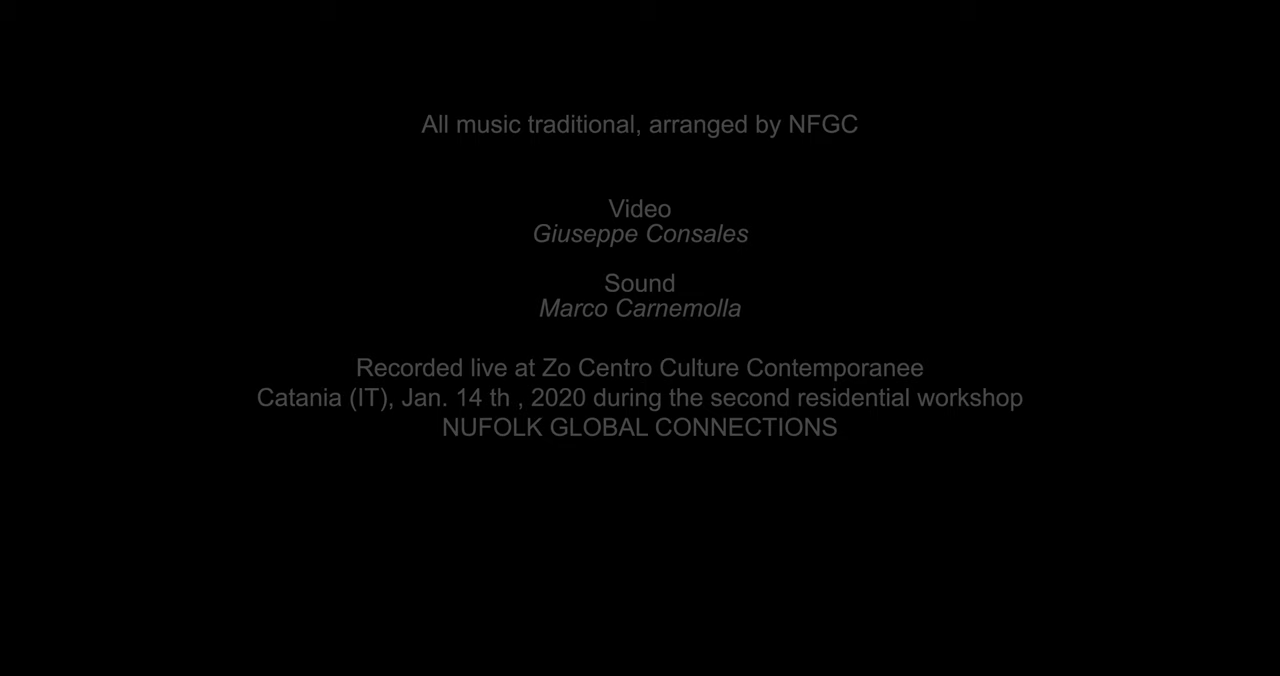 All music traditional, arranged by NFGC
Video
Giuseppe Consales
Sound
Marco Carnemolla
Recorded live at Zo Centro Culture Contemporanee
Catania (IT), Jan. 14 th , 2020 during the second residential workshop
NUFOLK GLOBAL CONNECTIONS